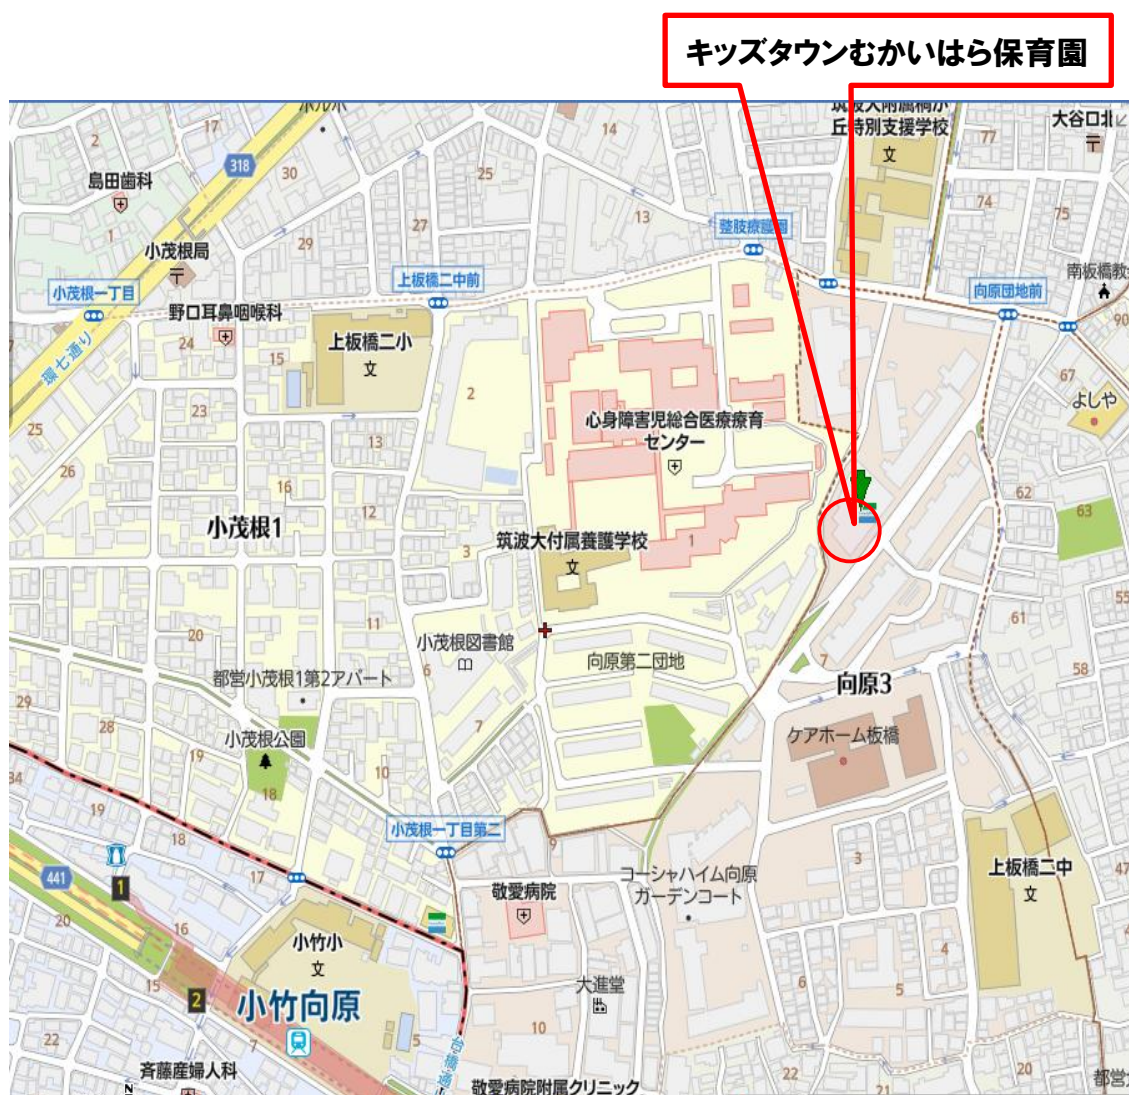 キッズタウンむかいはら保育園
ホルボ
筑波大附属桐が
丘特別支援学校
大谷口北
2
17
14
77
318
30
25
島田歯科
74
75
1
27
13
29
整肢療護園
小茂根局
上板橋二中前
南板橋教会
小茂根一丁目
向原団地前
野口耳鼻咽喉科
90
24
15
上板橋二小
環七通り
67
2
よしや
23
心身障害児総合医療療育
センター
25
13
26
16
62
12
63
小茂根1
筑波大付属養護学校
1
3
55
11
61
20
小茂根図書館
向原第二団地
6
7
58
都営小茂根1第2アパート
向原3
29
28
7
小茂根公園
ケアホーム板橋
19
10
34
18
19
小茂根一丁目第二
18
9
3
上板橋二中
441
17
コーシャハイム向原
ガーデンコート
47
1
敬愛病院
20
16
小竹小
4
15
大進堂
6
5
2
小竹向原
10
22
7
5
斉藤産婦人科
22
20
21
敬愛病院附属クリニック